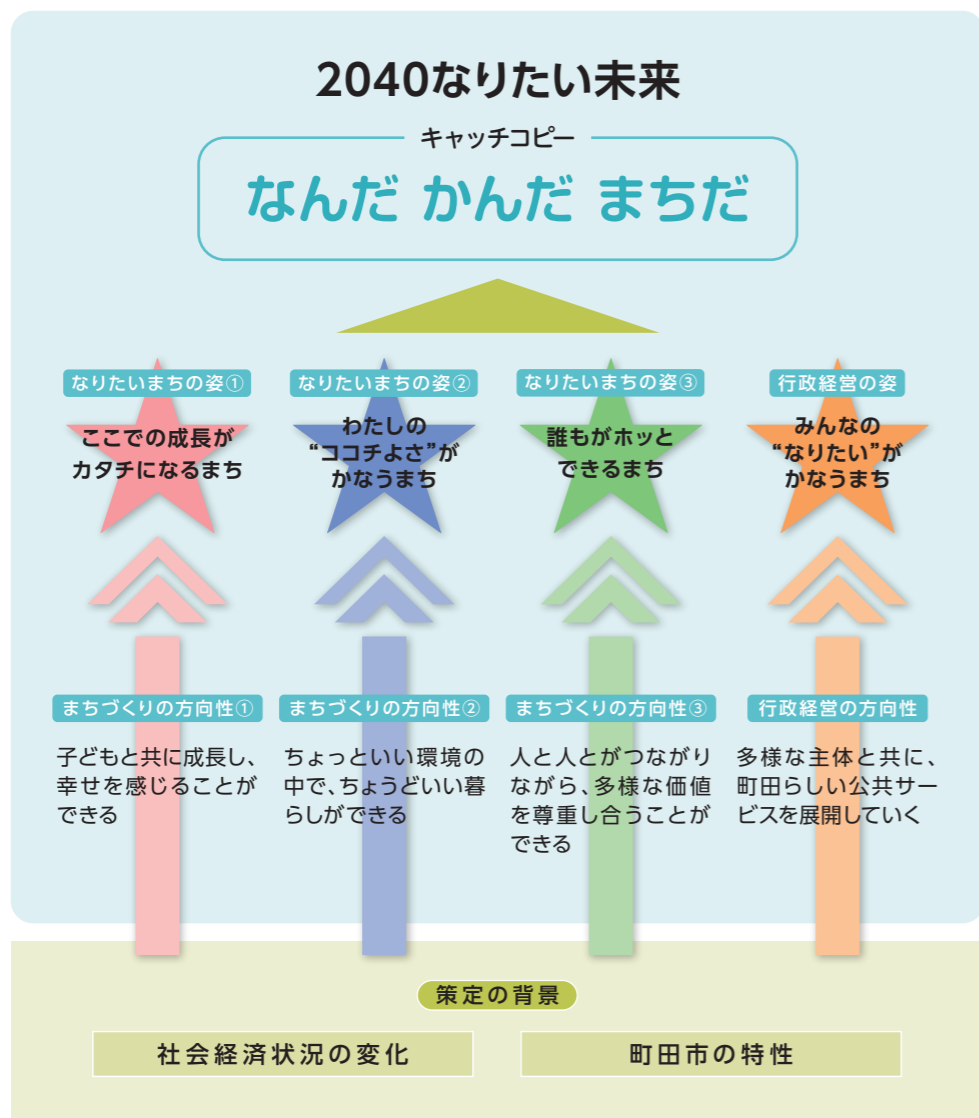 2040なりたい未来
キャッチコピー
なんだ かんだ まちだ
なりたいまちの姿①
ここでの成長が
カタチになるまち
なりたいまちの姿②
わたしの
“ココチよさ”が
かなうまち
なりたいまちの姿③
誰もがホッと
できるまち
行政経営の姿
みんなの
“なりたい”が
かなうまち
まちづくりの方向性①
子どもと共に成長し、
幸せを感じることが
できる
まちづくりの方向性②
ちょっといい環境の
中で、ちょうどいい暮
らしができる
まちづくりの方向性③
人と人とがつながり
ながら、多様な価値
を尊重し合うことが
できる
行政経営の方向性
多様な主体と共に、
町田らしい公共サー
ビスを展開していく
策定の背景
社会経済状況の変化
町田市の特性